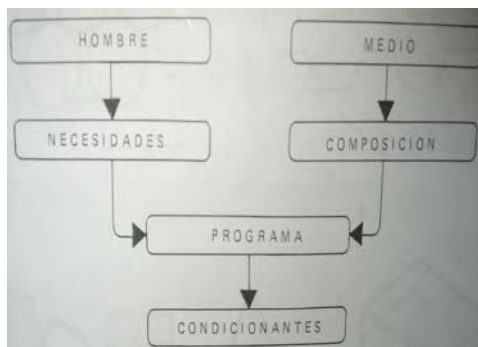 HOMBRE
MEDIO
NECESIDADES
COMPOSICION
PROGRAMA
CONDICIONANTES